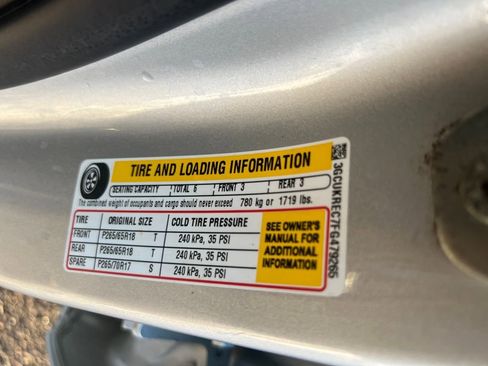 TIRE AND LOADING INFORMATION
SEATING CAPACITY TOTAL 6 FRONT 3 REAR 3
The combined weight of occupants and cargo should never exceed 780 kg or 1719 lbs.
TIRE ORIGINAL SIZE COLD TIRE PRESSURE
FRONT P265/65R18 T 240 kPa, 35 PSI
REAR P265/65R18 T 240 kPa, 35 PSI
SPARE P265/70R17 S 240 kPa, 35 PSI
SEE OWNER'S
MANUAL FOR
ADDITIONAL
INFORMATION
3GCUKREC7FG479265